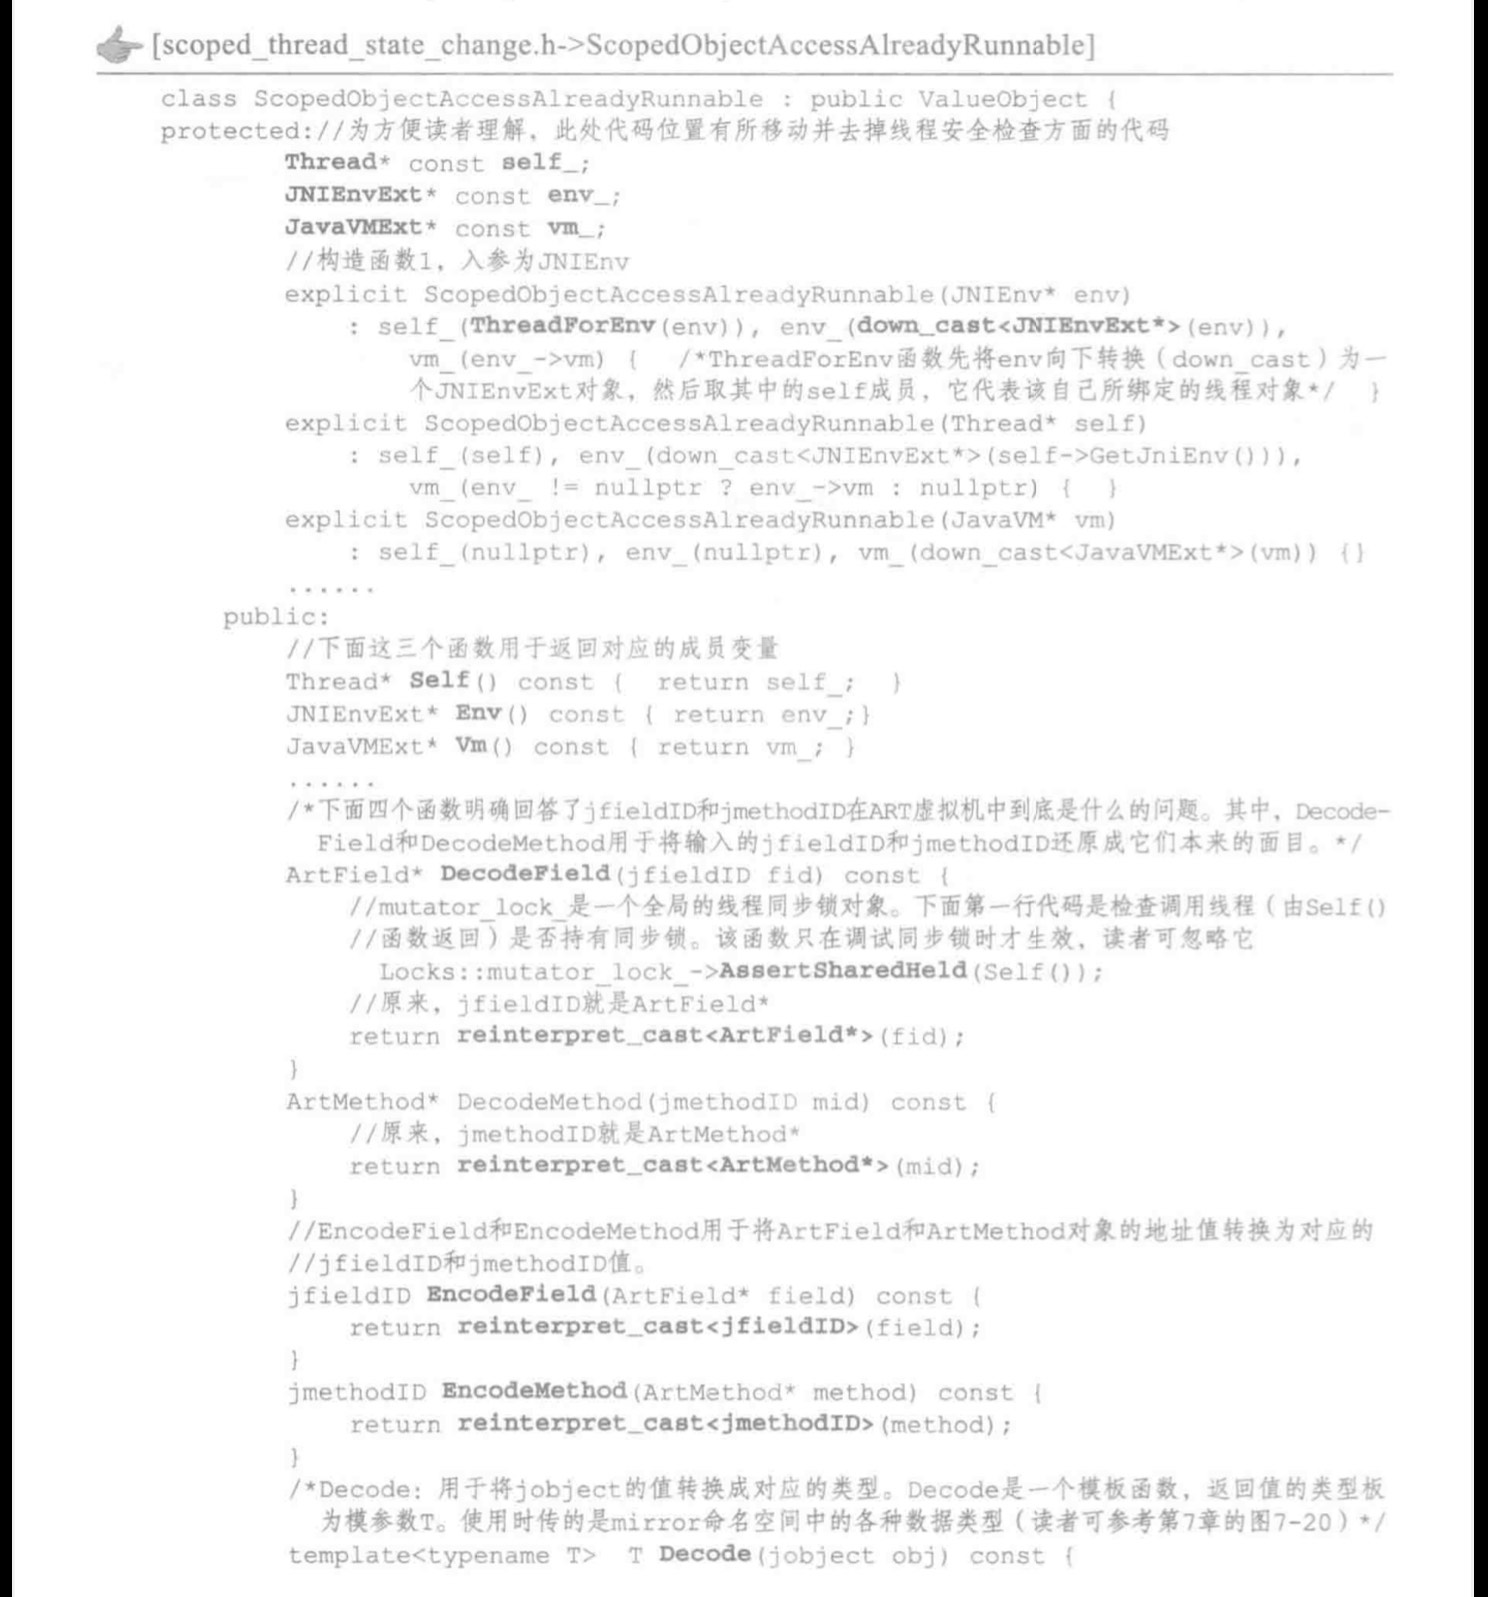 [scoped_thread_state_change.h->ScopedObjectAccessAlreadyRunnable]
class ScopedObjectAccessAlreadyRunnable : public ValueObject {
protected://为方便读者理解，此处代码位置有所移动并去掉线程安全检查方面的代码
Thread* const self_;
JNIEnvExt* const env_;
JavaVMExt* const vm_;
//构造函数1，入参为JNIEnv
explicit ScopedObjectAccessAlreadyRunnable(JNIEnv* env)
: self_(ThreadForEnv(env)), env_(down_cast<JNIEnvExt*>(env)),
vm_(env_->vm) { /*ThreadForEnv函数先将env向下转换（down_cast）为一
个JNIEnvExt对象，然后取其中的self成员，它代表该自己所绑定的线程对象*/ }
explicit ScopedObjectAccessAlreadyRunnable(Thread* self)
: self_(self), env_(down_cast<JNIEnvExt*>(self->GetJniEnv())),
vm_(env_ != nullptr ? env_->vm : nullptr) { }
explicit ScopedObjectAccessAlreadyRunnable(JavaVM* vm)
: self_(nullptr), env_(nullptr), vm_(down_cast<JavaVMExt*>(vm)) {}
......
public:
//下面这三个函数用于返回对应的成员变量
Thread* Self() const { return self_; }
JNIEnvExt* Env() const { return env_;}
JavaVMExt* Vm() const { return vm_; }
......
/*下面四个函数明确回答了jfieldID和jmethodID在ART虚拟机中到底是什么的问题。其中，Decode-
Field和DecodeMethod用于将输入的jfieldID和jmethodID还原成它们本来的面目。*/
ArtField* DecodeField(jfieldID fid) const {
//mutator_lock_是一个全局的线程同步锁对象。下面第一行代码是检查调用线程（由Self()
//函数返回）是否持有同步锁。该函数只在调试同步锁时才生效，读者可忽略它
Locks::mutator_lock_->AssertSharedHeld(Self());
//原来，jfieldID就是ArtField*
return reinterpret_cast<ArtField*>(fid);
}
ArtMethod* DecodeMethod(jmethodID mid) const {
//原来，jmethodID就是ArtMethod*
return reinterpret_cast<ArtMethod*>(mid);
}
//EncodeField和EncodeMethod用于将ArtField和ArtMethod对象的地址值转换为对应的
//jfieldID和jmethodID值。
jfieldID EncodeField(ArtField* field) const {
return reinterpret_cast<jfieldID>(field);
}
jmethodID EncodeMethod(ArtMethod* method) const {
return reinterpret_cast<jmethodID>(method);
}
/*Decode：用于将jobject的值转换成对应的类型。Decode是一个模板函数，返回值的类型板
为模参数T。使用时传的是mirror命名空间中的各种数据类型（读者可参考第7章的图7-20）*/
template<typename T> T Decode(jobject obj) const {